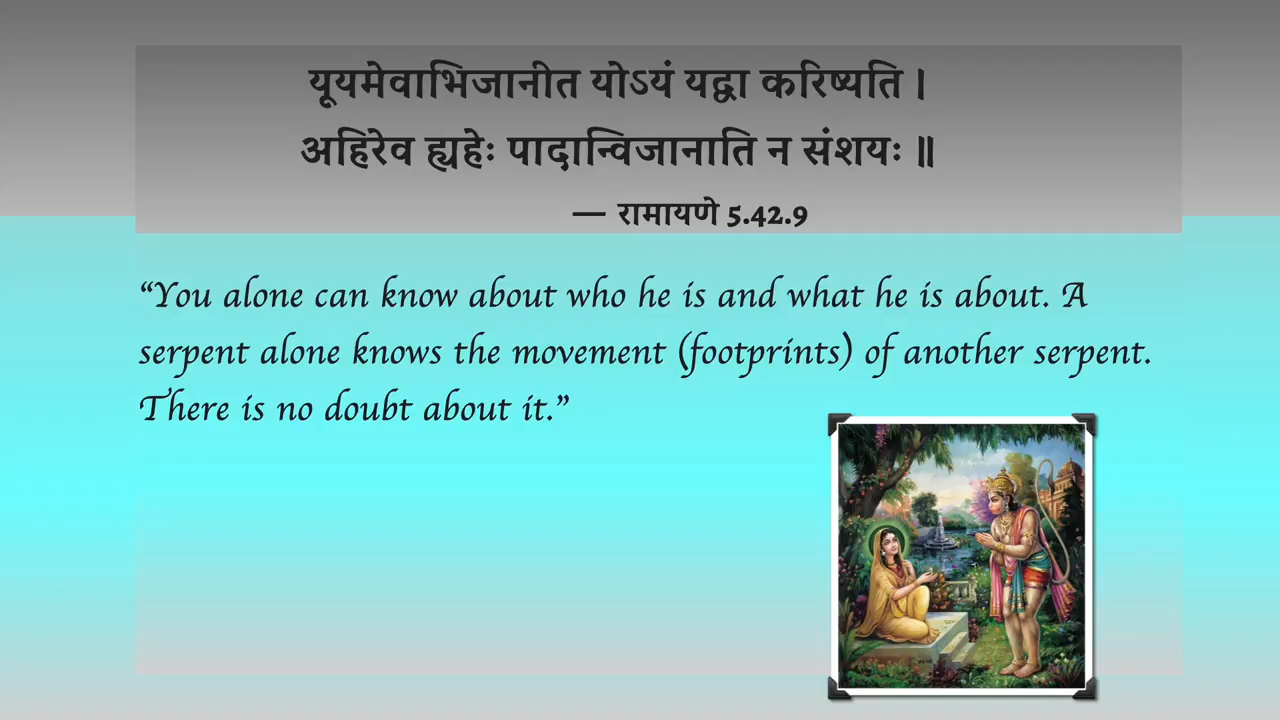 यूयमेवाभिजानीत योऽयं यद्वा करिष्यति ।
अहिरेव ह्यहेः पादान्विजानाति न संशयः ॥
— रामायणे 5.42.9
“You alone can know about who he is and what he is about. A
serpent alone knows the movement (footprints) of another serpent.
There is no doubt about it.”